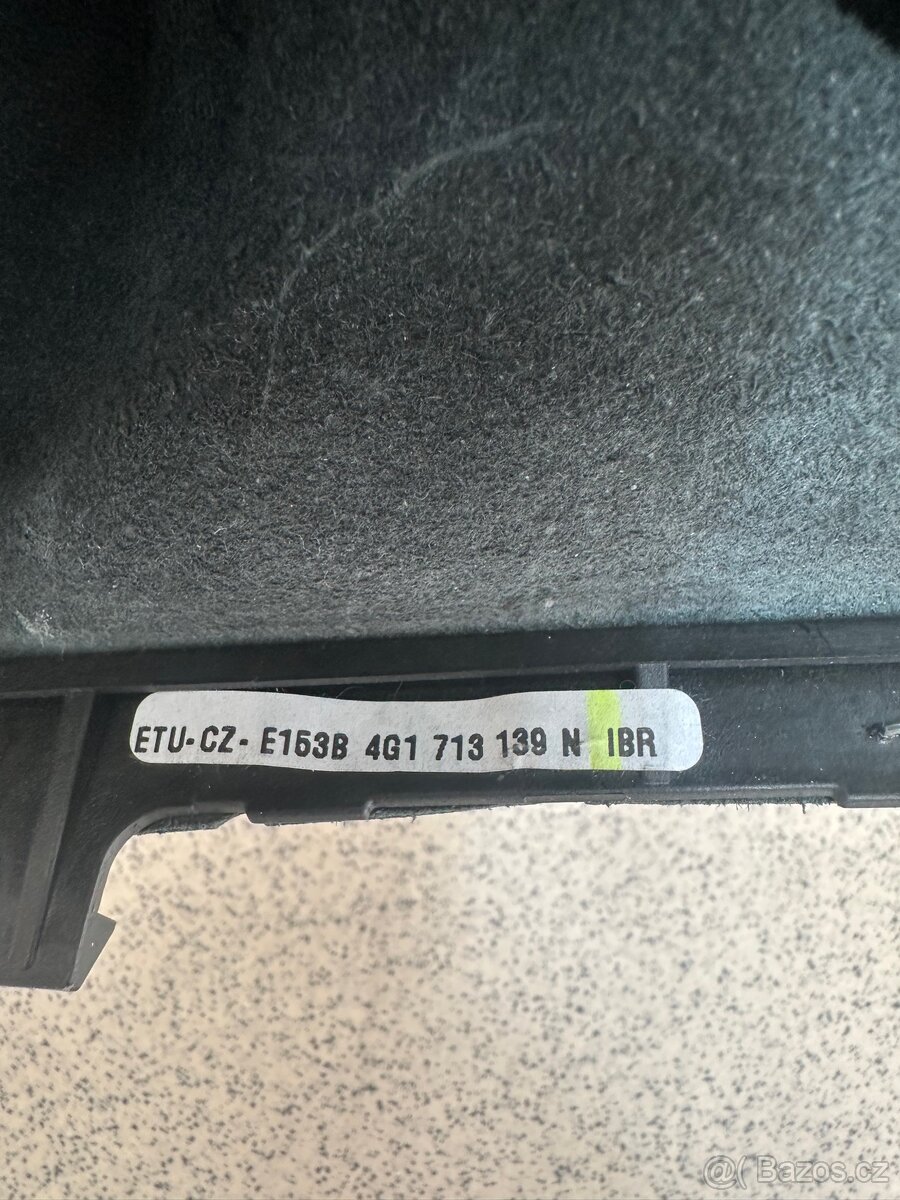 ETU-CZ- E153B 4G1 713 139 N IBR
@( Bazos.cz